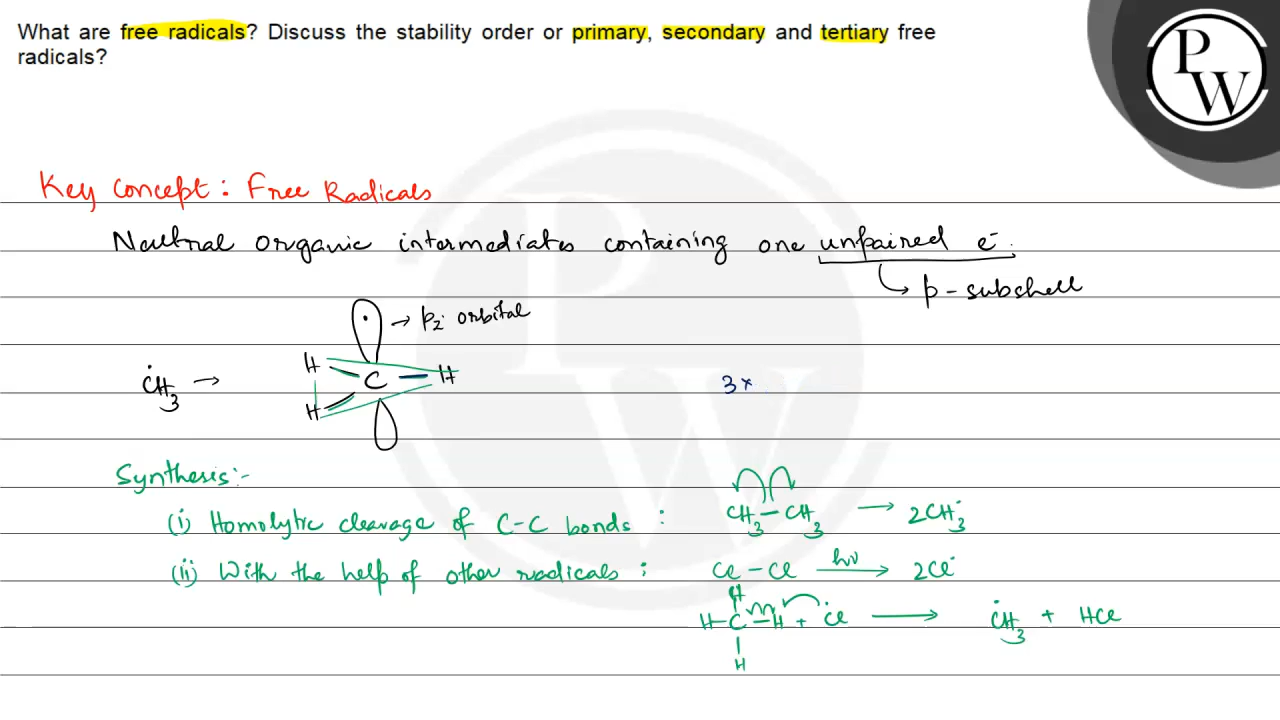 What are free radicals? Discuss the stability order or primary, secondary and tertiary free
radicals?
PW
Key Concept : Free Radicals
Neutral organic intermediates containing one unpaired e⁻.
p-subshell
pz orbital
H
ĊH₃ → C H
H
3×
Synthesis:-
(i) Homolytic cleavage of C-C bonds : CH₃–CH₃ → 2CH₃˙
(ii) With the help of other radicals : Cl – Cl hν → 2Cl˙
H
H–C–H + Cl˙ → ĊH₃ + HCl
H